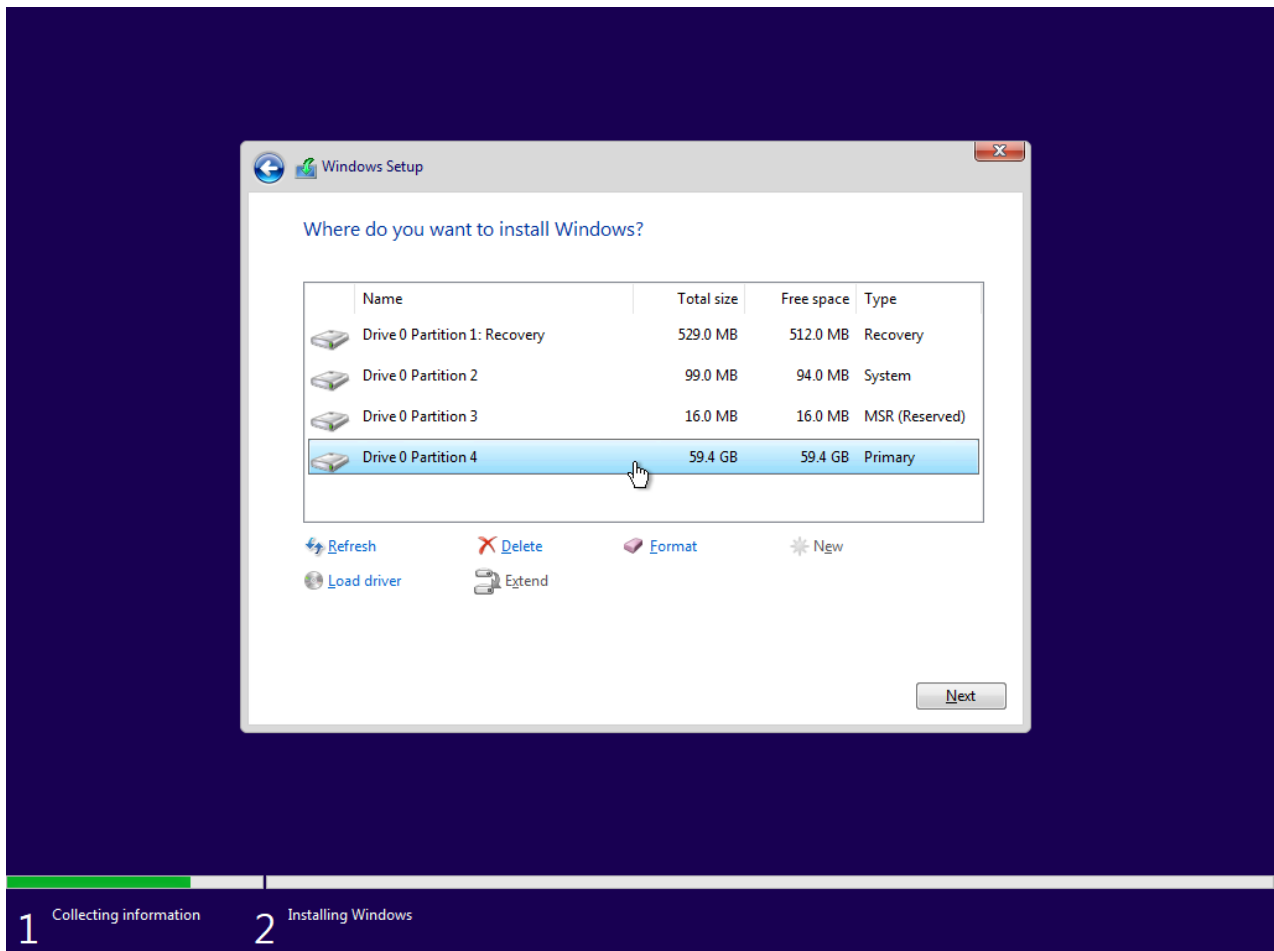 Windows Setup
Where do you want to install Windows?
Name Total size Free space Type
Drive 0 Partition 1: Recovery 529.0 MB 512.0 MB Recovery
Drive 0 Partition 2 99.0 MB 94.0 MB System
Drive 0 Partition 3 16.0 MB 16.0 MB MSR (Reserved)
Drive 0 Partition 4 59.4 GB 59.4 GB Primary
Refresh Delete Format New
Load driver Extend
Next
1 Collecting information 2 Installing Windows